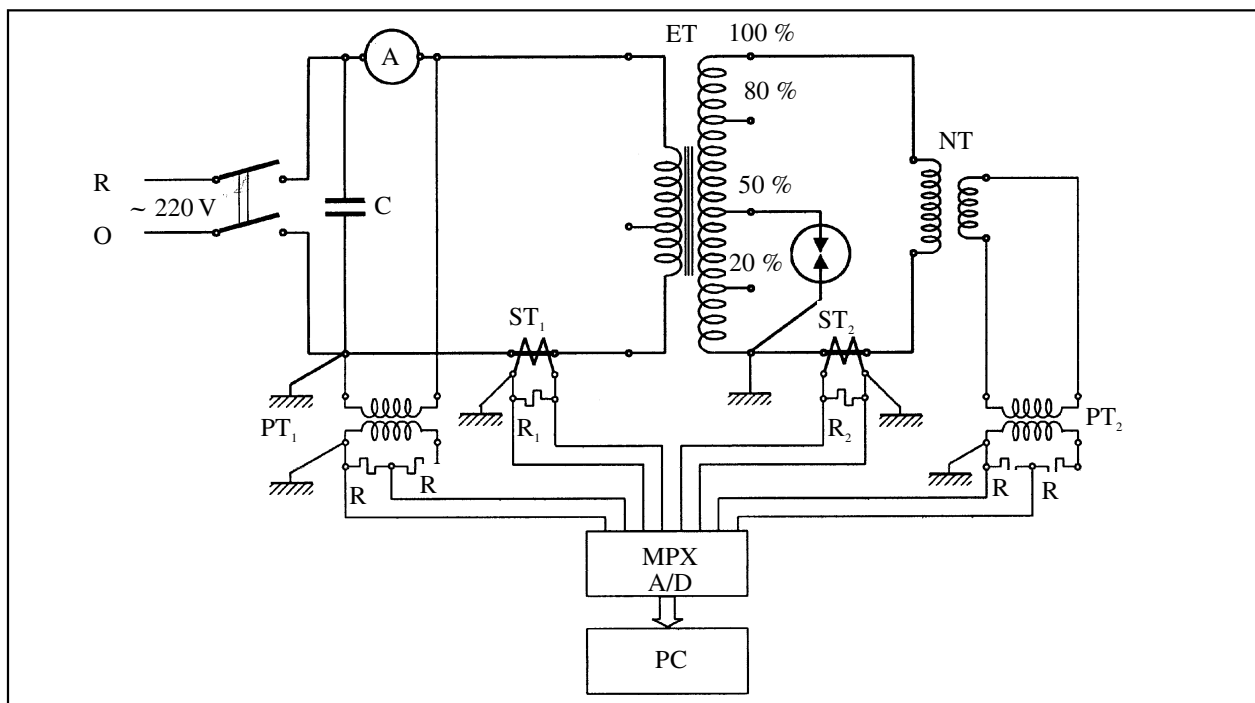 ET
100 %
A
80 %
NT
R
50 %
~ 220 V
C
O
20 %
ST₁
ST₂
PT₁
R₁
R₂
PT₂
R
R
R
R
MPX
A/D
PC